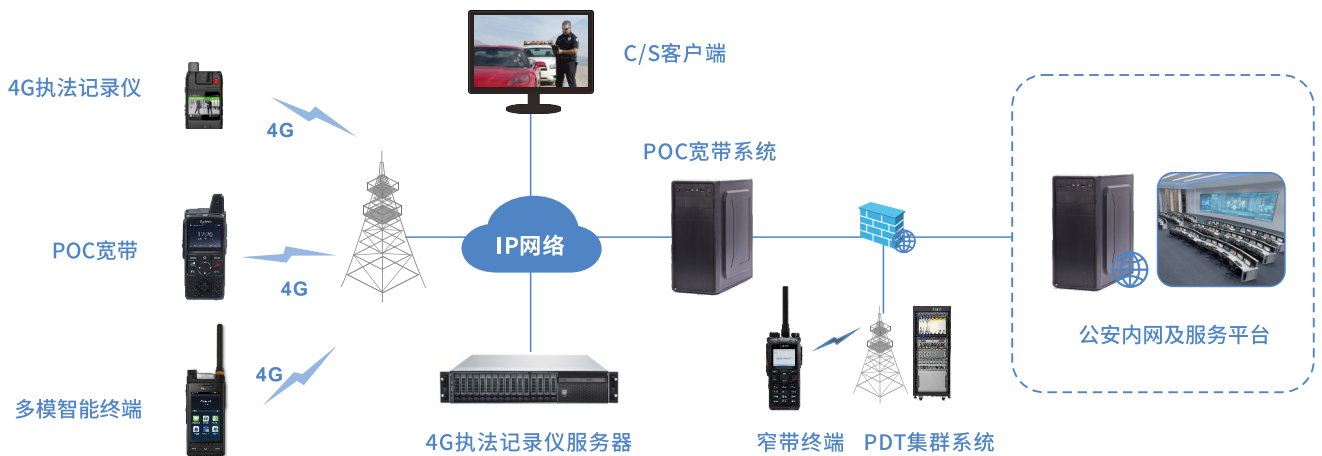 C/S客户端
4G执法记录仪
4G
POC宽带系统
IP网络
POC宽带
4G
公安内网及服务平台
4G
多模智能终端
4G执法记录仪服务器
窄带终端
PDT集群系统